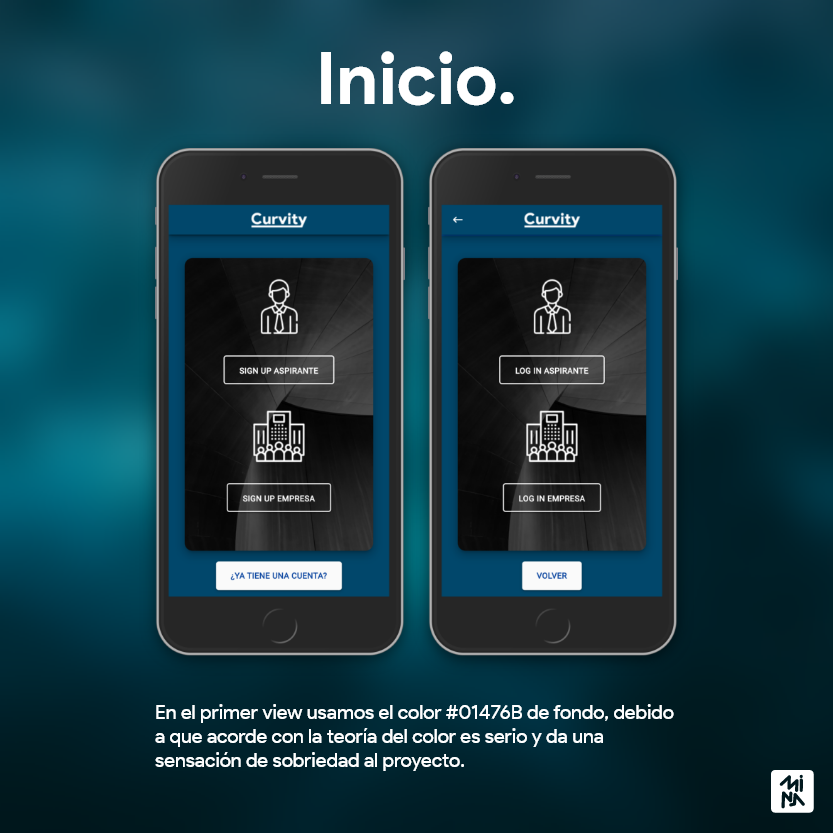 Inicio.
Curvity
SIGN UP ASPIRANTE
SIGN UP EMPRESA
¿YA TIENE UNA CUENTA?
←
Curvity
LOG IN ASPIRANTE
LOG IN EMPRESA
VOLVER
En el primer view usamos el color #01476B de fondo, debido
a que acorde con la teoría del color es serio y da una
sensación de sobriedad al proyecto.
MiNA